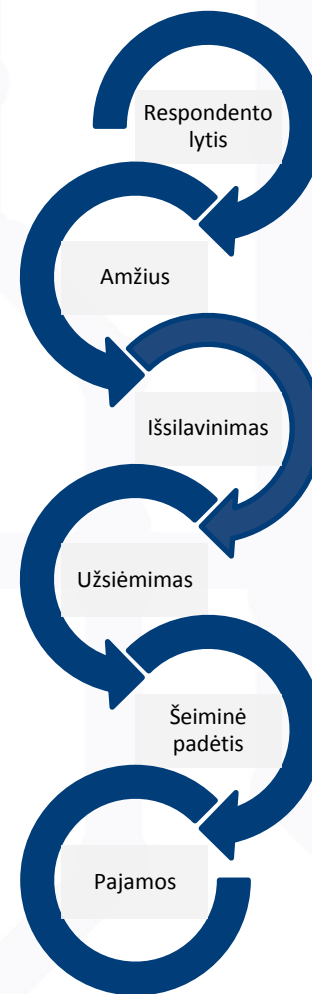 Respondento
lytis
Amžius
Išsilavinimas
Užsiėmimas
Šeiminė
padėtis
Pajamos